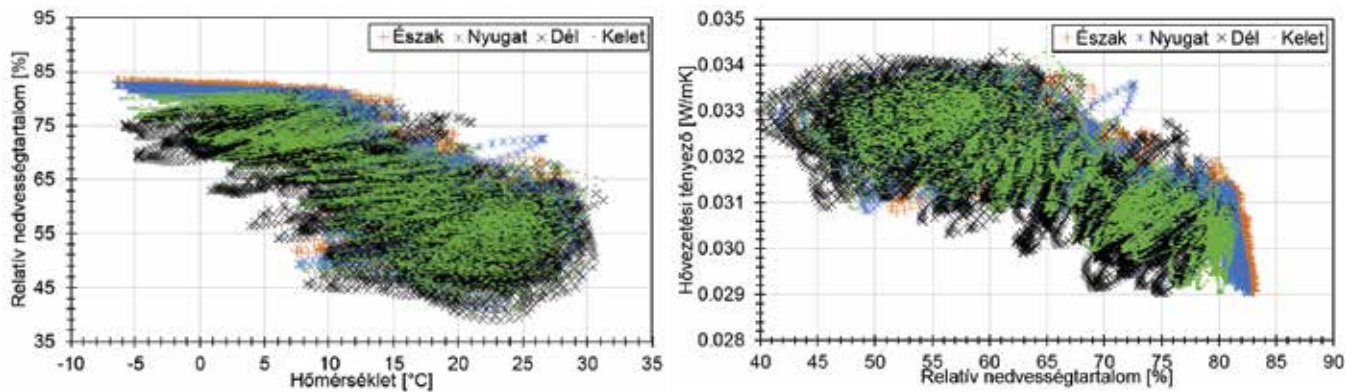 95
85
75
65
55
45
35
Relatív nedvességtartalom [%]
+ Észak × Nyugat × Dél - Kelet
-10 -5 0 5 10 15 20 25 30 35
Hőmérséklet [°C]
0.035
0.034
0.033
0.032
0.031
0.030
0.029
0.028
Hővezetési tényező [W/mK]
+ Észak × Nyugat × Dél - Kelet
40 45 50 55 60 65 70 75 80 85 90
Relatív nedvességtartalom [%]